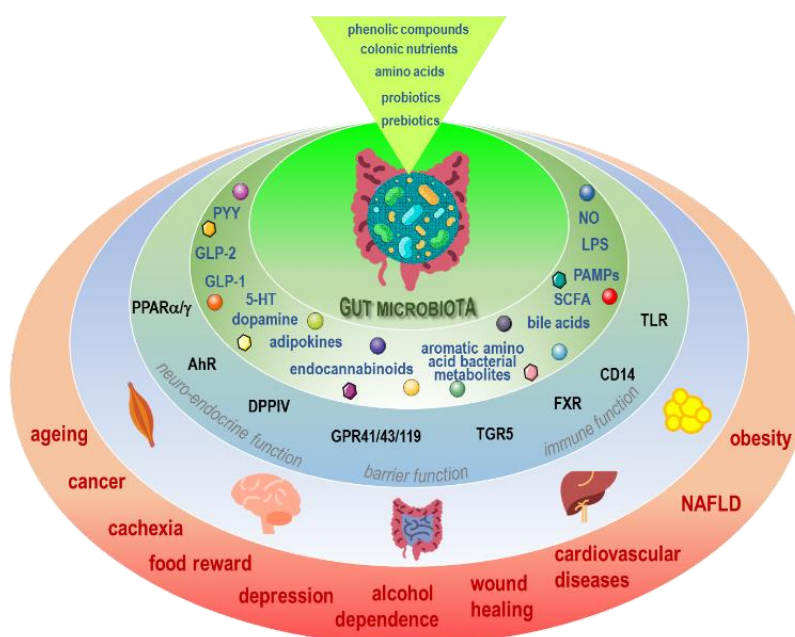 phenolic compounds
colonic nutrients
amino acids
probiotics
prebiotics
PYY
GLP-2
GLP-1
5-HT
dopamine
adipokines
endocannabinoids
aromatic amino
acid bacterial
metabolites
bile acids
SCFA
PAMPs
LPS
NO
GUT MICROBIOTA
PPARα/γ
AhR
DPPIV
GPR41/43/119
TGR5
FXR
CD14
TLR
neuro-endocrine function
barrier function
immune function
ageing
cancer
cachexia
food reward
depression
alcohol
dependence
wound
healing
cardiovascular
diseases
NAFLD
obesity